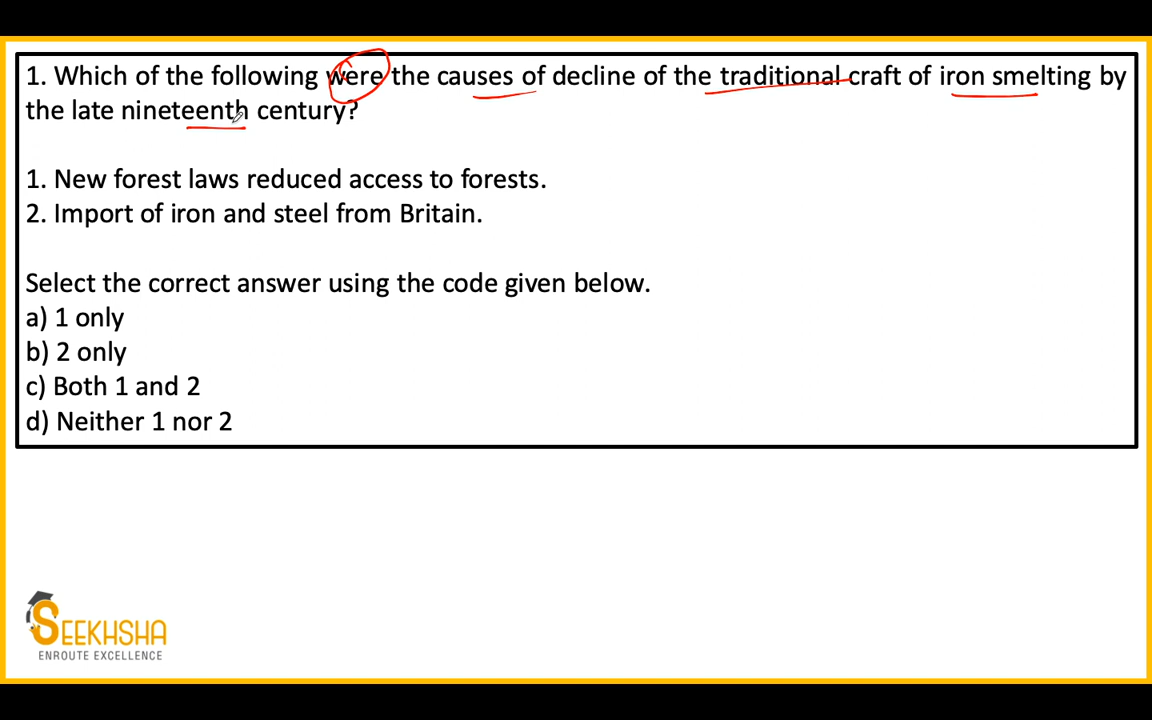 1. Which of the following were the causes of decline of the traditional craft of iron smelting by
the late nineteenth century?
1. New forest laws reduced access to forests.
2. Import of iron and steel from Britain.
Select the correct answer using the code given below.
a) 1 only
b) 2 only
c) Both 1 and 2
d) Neither 1 nor 2
SEEKHSHA
ENROUTE EXCELLENCE